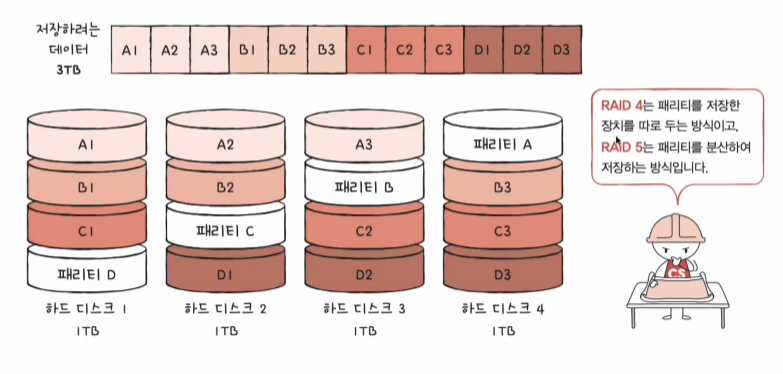 저장하려는
데이터
3TB
A1 A2 A3 B1 B2 B3 C1 C2 C3 D1 D2 D3
RAID 4는 패리티를 저장한
장치를 따로 두는 방식이고,
RAID 5는 패리티를 분산하여
저장하는 방식입니다.
A1 A2 A3 패리티 A
B1 B2 패리티 B B3
C1 패리티 C C2 C3
패리티 D D1 D2 D3
하드 디스크 1 하드 디스크 2 하드 디스크 3 하드 디스크 4
1TB 1TB 1TB 1TB
CS